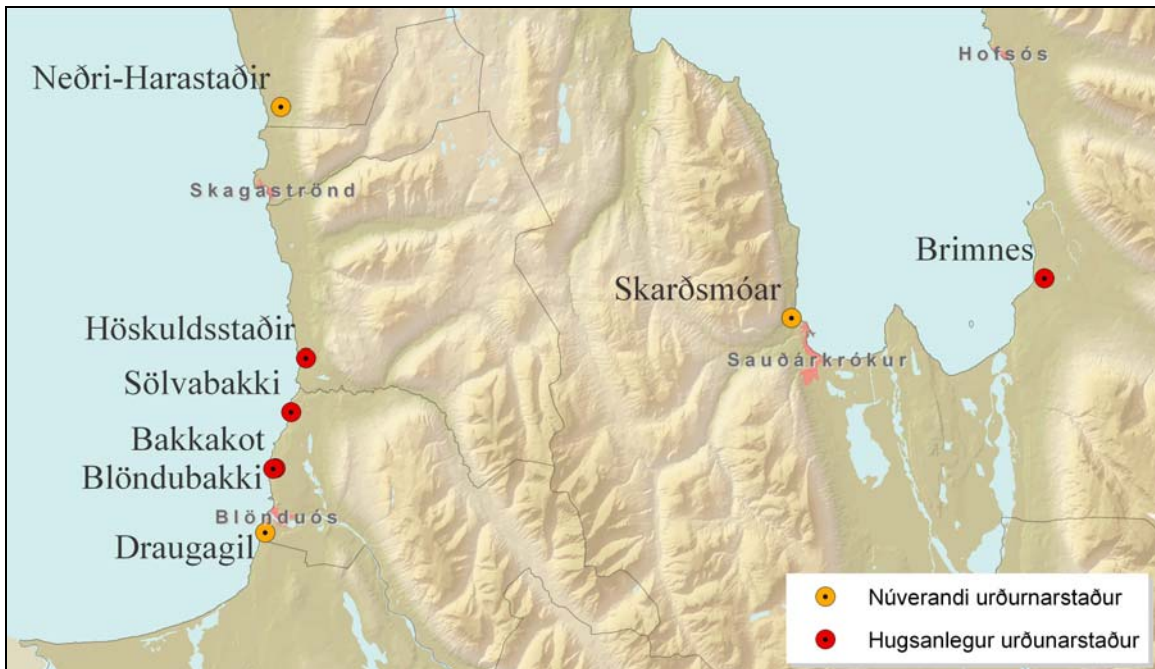 Hofsós
Neðri-Harastaðir
Skagaströnd
Brimnes
Skarðsmóar
Höskuldsstaðir
Sauðárkrókur
Sölvabakki
Bakkakot
Blöndubakki
Blönduós
Draugagil
Núverandi urðurnarstaður
Hugsanlegur urðunarstaður